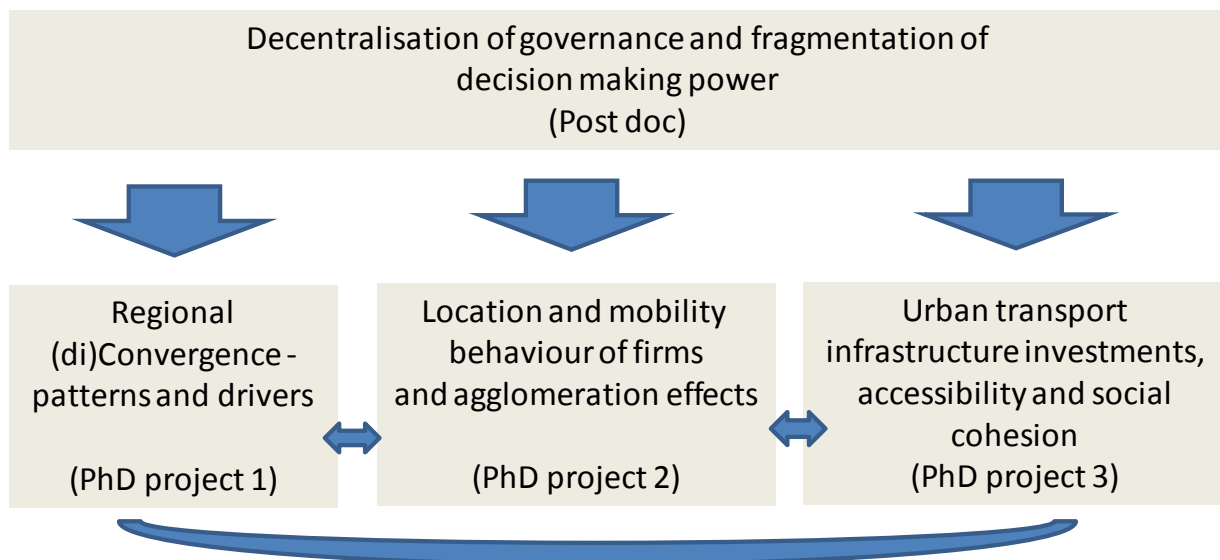 Decentralisation of governance and fragmentation of
decision making power
(Post doc)
Regional
(di)Convergence -
patterns and drivers
(PhD project 1)
Location and mobility
behaviour of firms
and agglomeration effects
(PhD project 2)
Urban transport
infrastructure investments,
accessibility and social
cohesion
(PhD project 3)